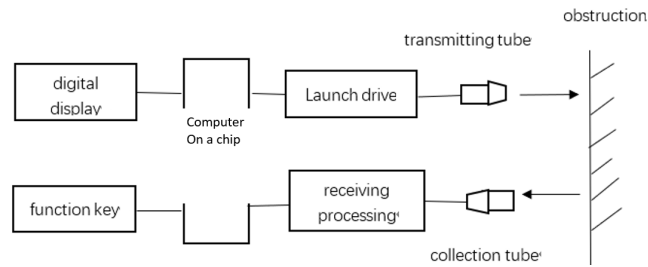 obstruction
transmitting tube
digital
display
Launch drive
Computer
On a chip
receiving
processing
function key
collection tube